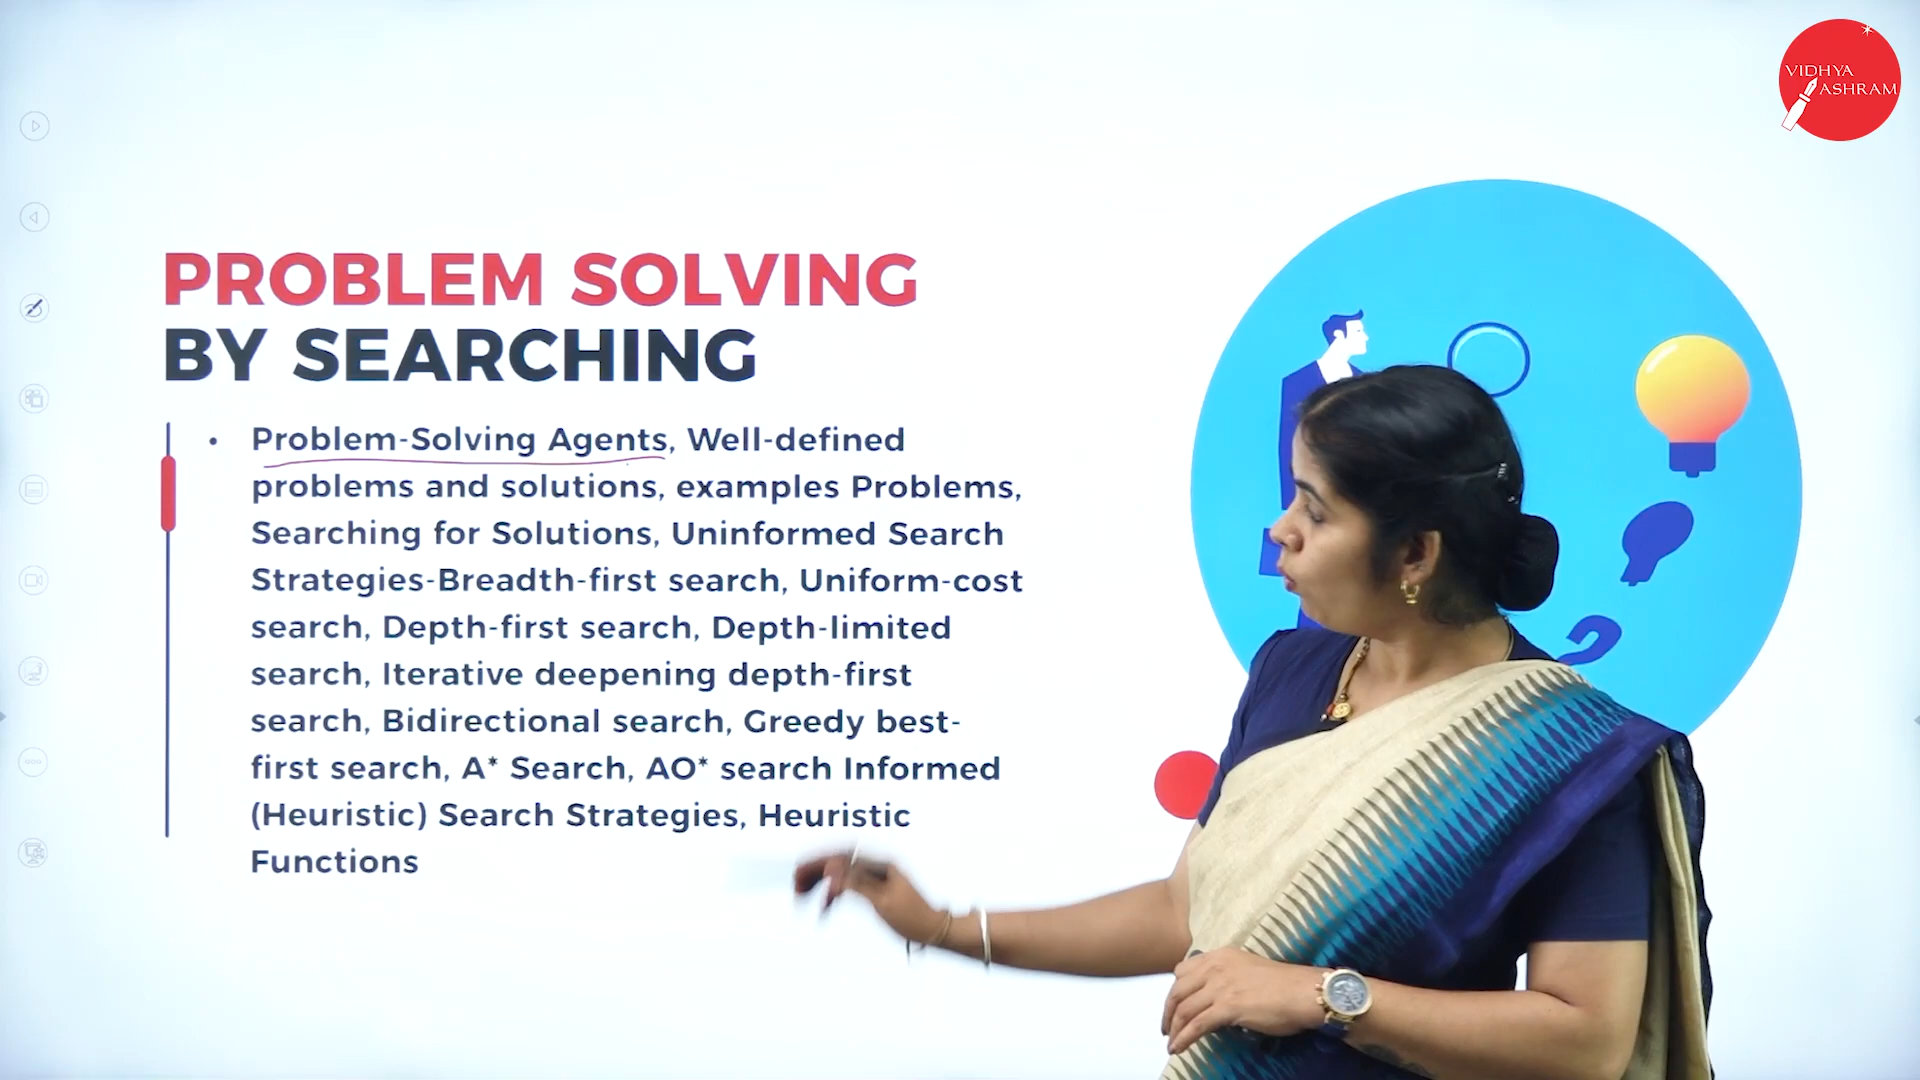 VIDHYA
ASHRAM
PROBLEM SOLVING
BY SEARCHING
• Problem-Solving Agents, Well-defined
problems and solutions, examples Problems,
Searching for Solutions, Uninformed Search
Strategies-Breadth-first search, Uniform-cost
search, Depth-first search, Depth-limited
search, Iterative deepening depth-first
search, Bidirectional search, Greedy best-
first search, A* Search, AO* search Informed
(Heuristic) Search Strategies, Heuristic
Functions